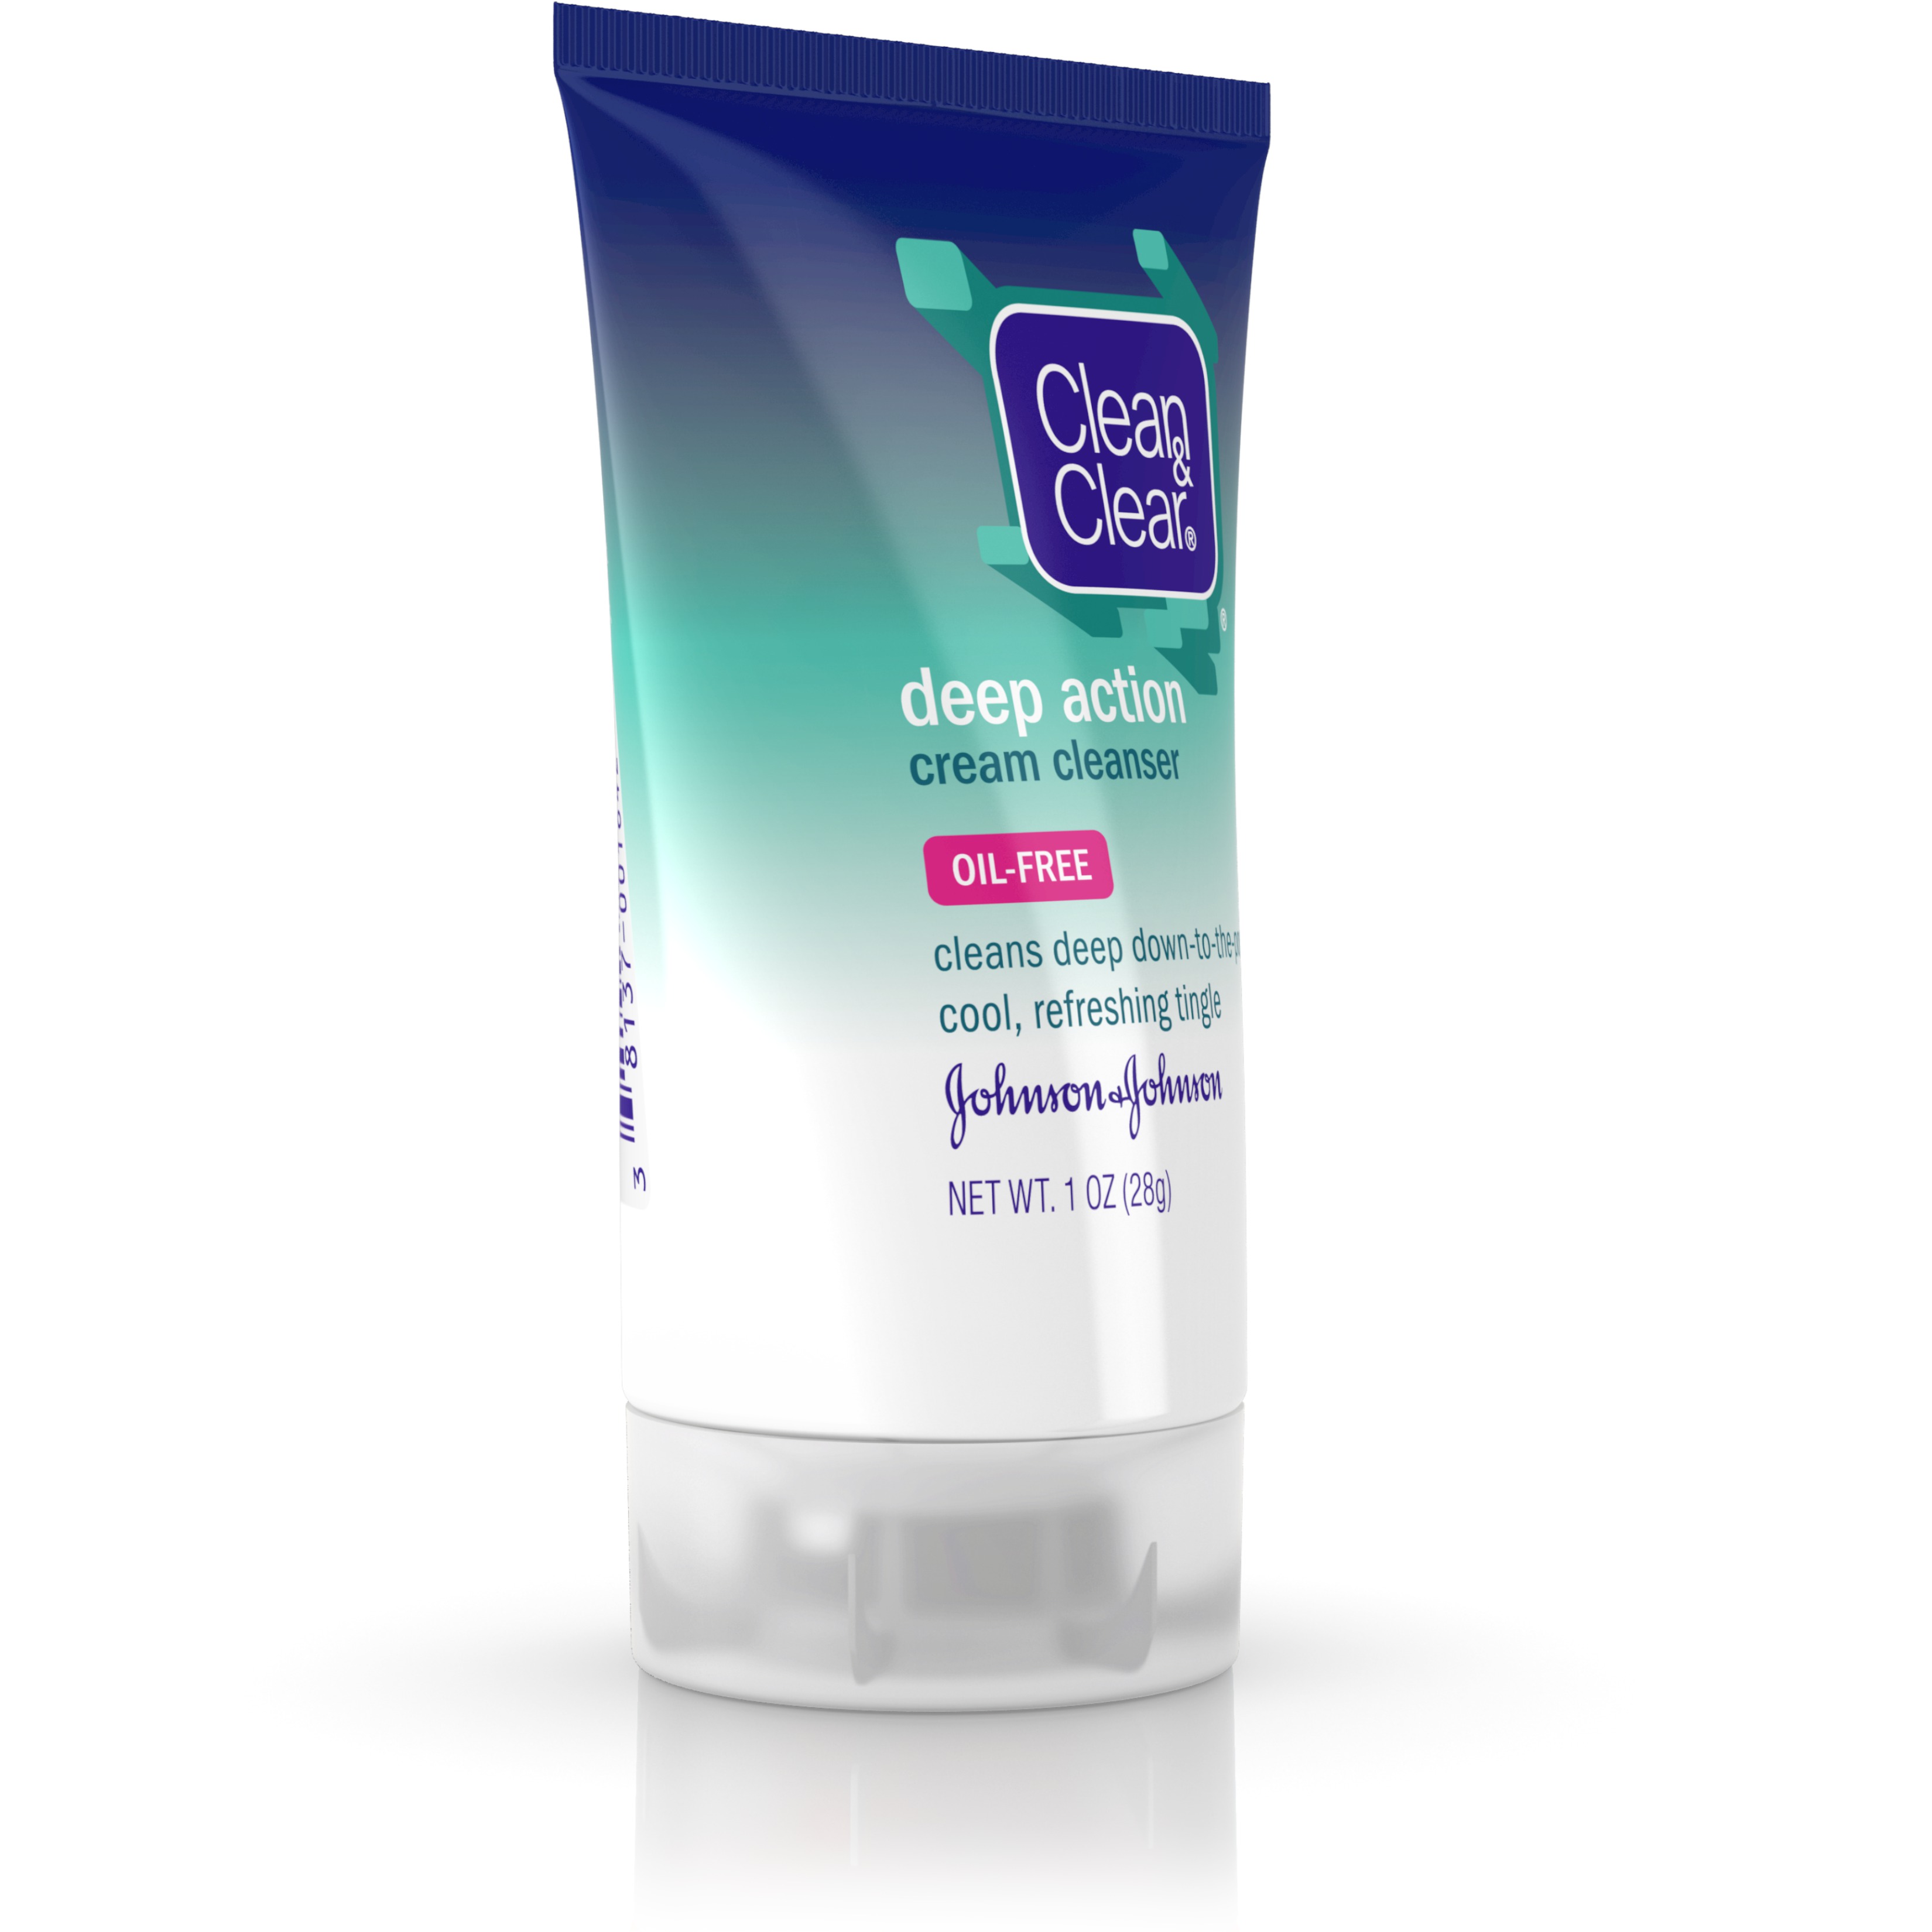 Clean
&
Clear®
®
deep action
cream cleanser
OIL-FREE
cleans deep down-to-the-
cool, refreshing tingle
Johnson & Johnson
NET WT. 1 OZ (28g)
3